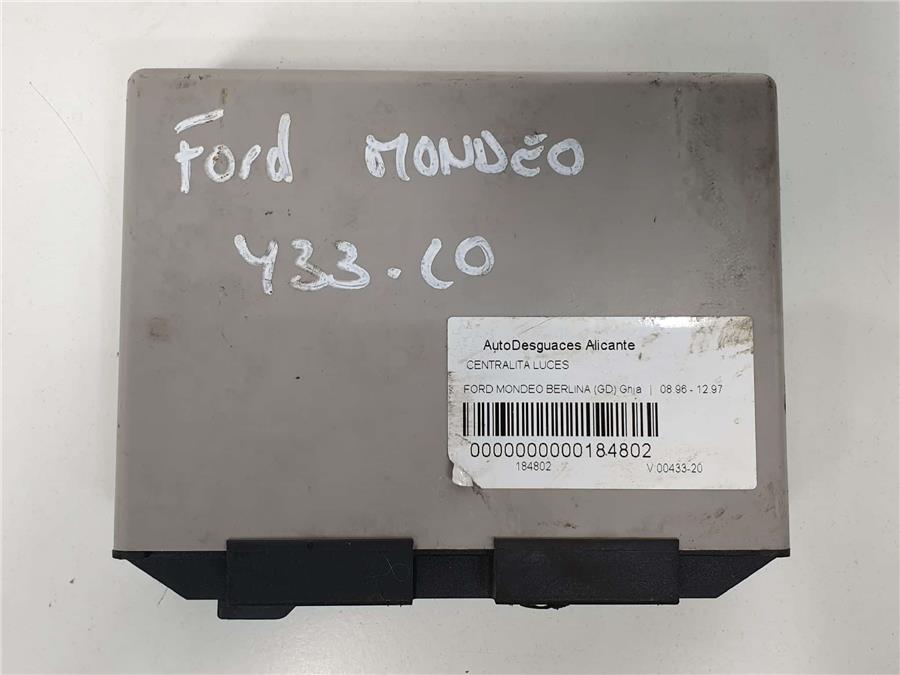 Ford MONDEO
433.CO
AutoDesguaces Alicante
CENTRALITA LUCES
FORD MONDEO BERLINA (GD) Ghia | 08.96 - 12.97
0000000000184802
184802 V.00433-20